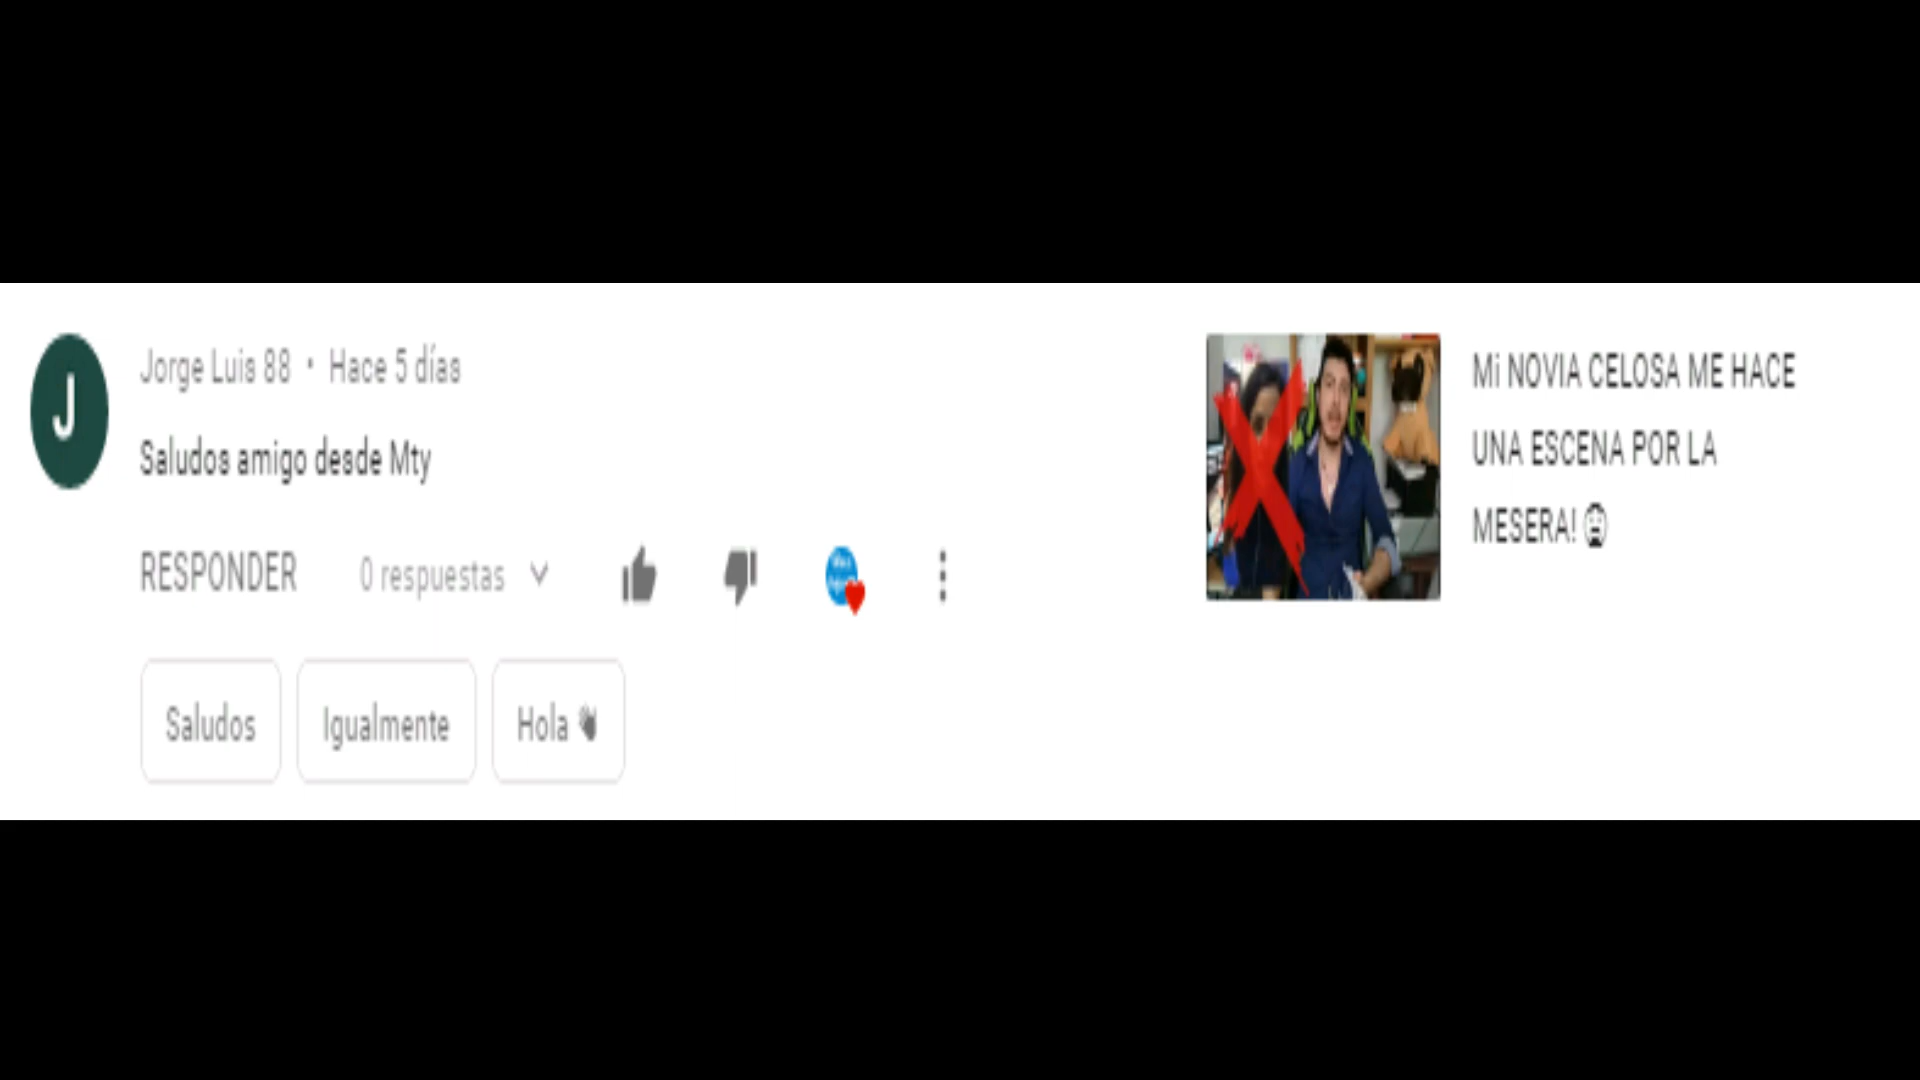 J
Jorge Luis 88 • Hace 5 días
Saludos amigo desde Mty
RESPONDER 0 respuestas
Saludos Igualmente Hola 👋
Mi NOVIA CELOSA ME HACE
UNA ESCENA POR LA
MESERA! 😨